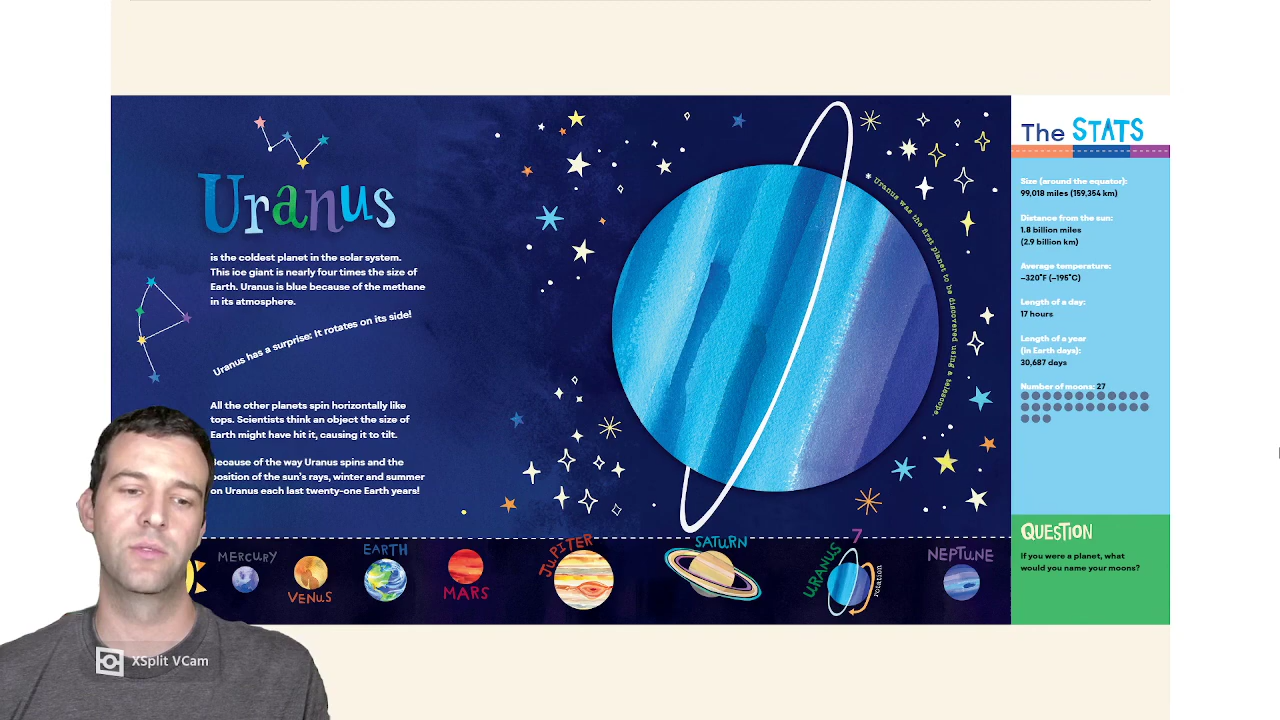 Uranus
is the coldest planet in the solar system.
This ice giant is nearly four times the size of
Earth. Uranus is blue because of the methane
in its atmosphere.
Uranus has a surprise: It rotates on its side!
All the other planets spin horizontally like
tops. Scientists think an object the size of
Earth might have hit it, causing it to tilt.
Because of the way Uranus spins and the
position of the sun's rays, winter and summer
on Uranus each last twenty-one Earth years!
* Uranus was the first planet to be discovered using a telescope.
MERCURY
VENUS
EARTH
MARS
JUPITER
SATURN
URANUS
7
rotation
NEPTUNE
The STATS
Size (around the equator):
99,018 miles (159,354 km)
Distance from the sun:
1.8 billion miles
(2.9 billion km)
Average temperature:
–320°F (–195°C)
Length of a day:
17 hours
Length of a year
(in Earth days):
30,687 days
Number of moons: 27
QUESTION
If you were a planet, what
would you name your moons?
XSplit VCam